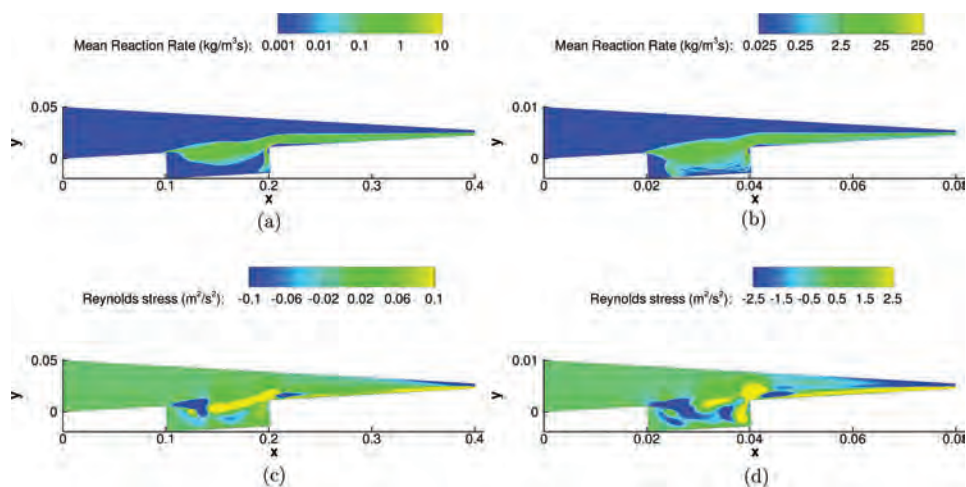 Mean Reaction Rate (kg/m³s): 0.001 0.01 0.1 1 10
0.05
y
0
0 0.1 0.2 0.3 0.4
x
(a)
Mean Reaction Rate (kg/m³s): 0.025 0.25 2.5 25 250
0.01
y
0
0 0.02 0.04 0.06 0.08
x
(b)
Reynolds stress (m²/s²): -0.1 -0.06 -0.02 0.02 0.06 0.1
0.05
y
0
0 0.1 0.2 0.3 0.4
x
(c)
Reynolds stress (m²/s²): -2.5 -1.5 -0.5 0.5 1.5 2.5
0.01
y
0
0 0.02 0.04 0.06 0.08
x
(d)